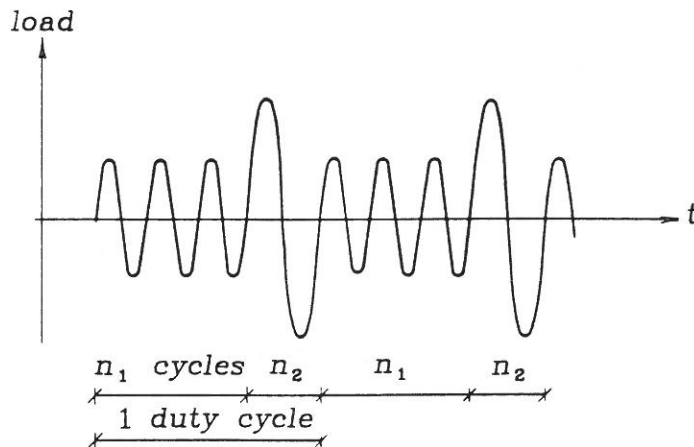 load
t
n₁ cycles n₂ n₁ n₂
1 duty cycle